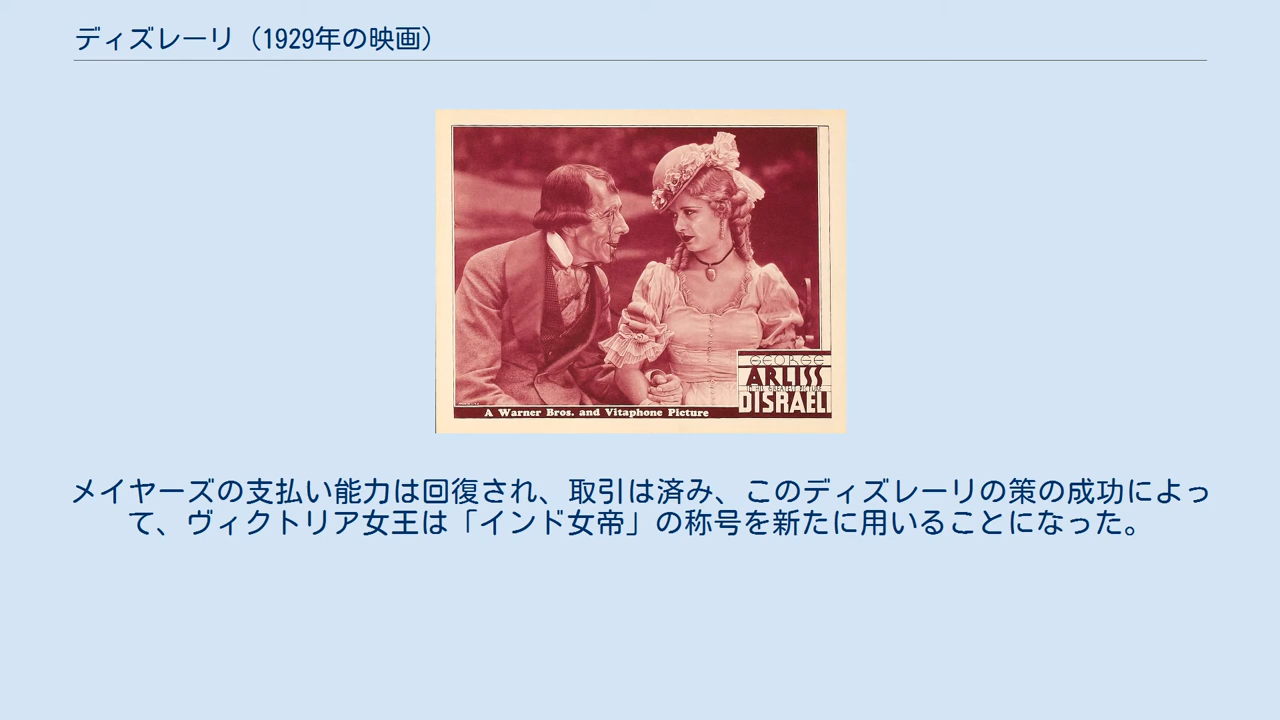 ディズレーリ（1929年の映画）
GEORGE
ARLISS
IN HIS GREATEST PICTURE
DISRAELI
A Warner Bros. and Vitaphone Picture
メイヤーズの支払い能力は回復され、取引は済み、このディズレーリの策の成功によっ
て、ヴィクトリア女王は「インド女帝」の称号を新たに用いることになった。